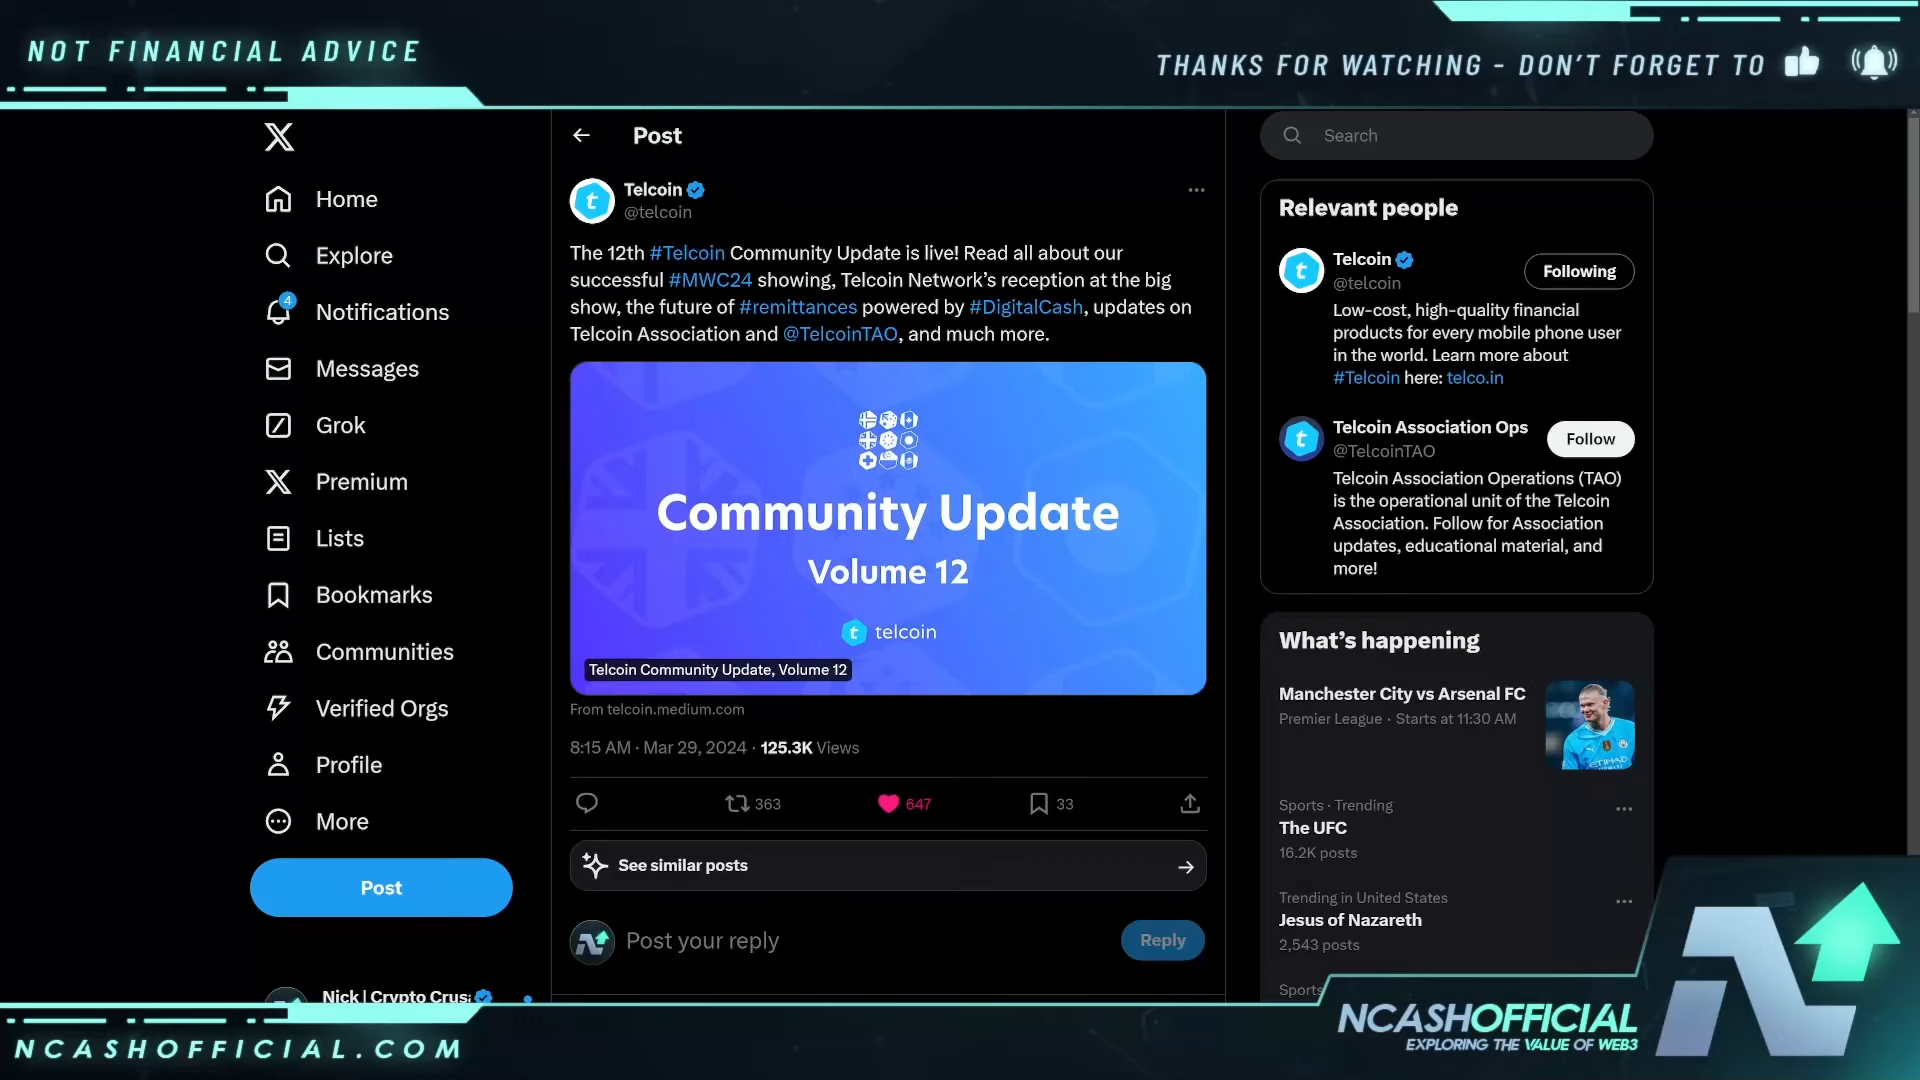 NOT FINANCIAL ADVICE
THANKS FOR WATCHING - DON'T FORGET TO
Home
Explore
4
Notifications
Messages
Grok
Premium
Lists
Bookmarks
Communities
Verified Orgs
Profile
More
Post
Nick | Crypto Crus
Post
Telcoin
@telcoin
The 12th #Telcoin Community Update is live! Read all about our
successful #MWC24 showing, Telcoin Network's reception at the big
show, the future of #remittances powered by #DigitalCash, updates on
Telcoin Association and @TelcoinTAO, and much more.
Community Update
Volume 12
telcoin
Telcoin Community Update, Volume 12
From telcoin.medium.com
8:15 AM · Mar 29, 2024 · 125.3K Views
363
647
33
See similar posts
Post your reply
Reply
Search
Relevant people
Telcoin
Following
@telcoin
Low-cost, high-quality financial
products for every mobile phone user
in the world. Learn more about
#Telcoin here: telco.in
Telcoin Association Ops
Follow
@TelcoinTAO
Telcoin Association Operations (TAO)
is the operational unit of the Telcoin
Association. Follow for Association
updates, educational material, and
more!
What's happening
Manchester City vs Arsenal FC
Premier League · Starts at 11:30 AM
Sports · Trending
The UFC
16.2K posts
Trending in United States
Jesus of Nazareth
2,543 posts
Sports
NCASHOFFICIAL.COM
NCASHOFFICIAL
EXPLORING THE VALUE OF WEB3